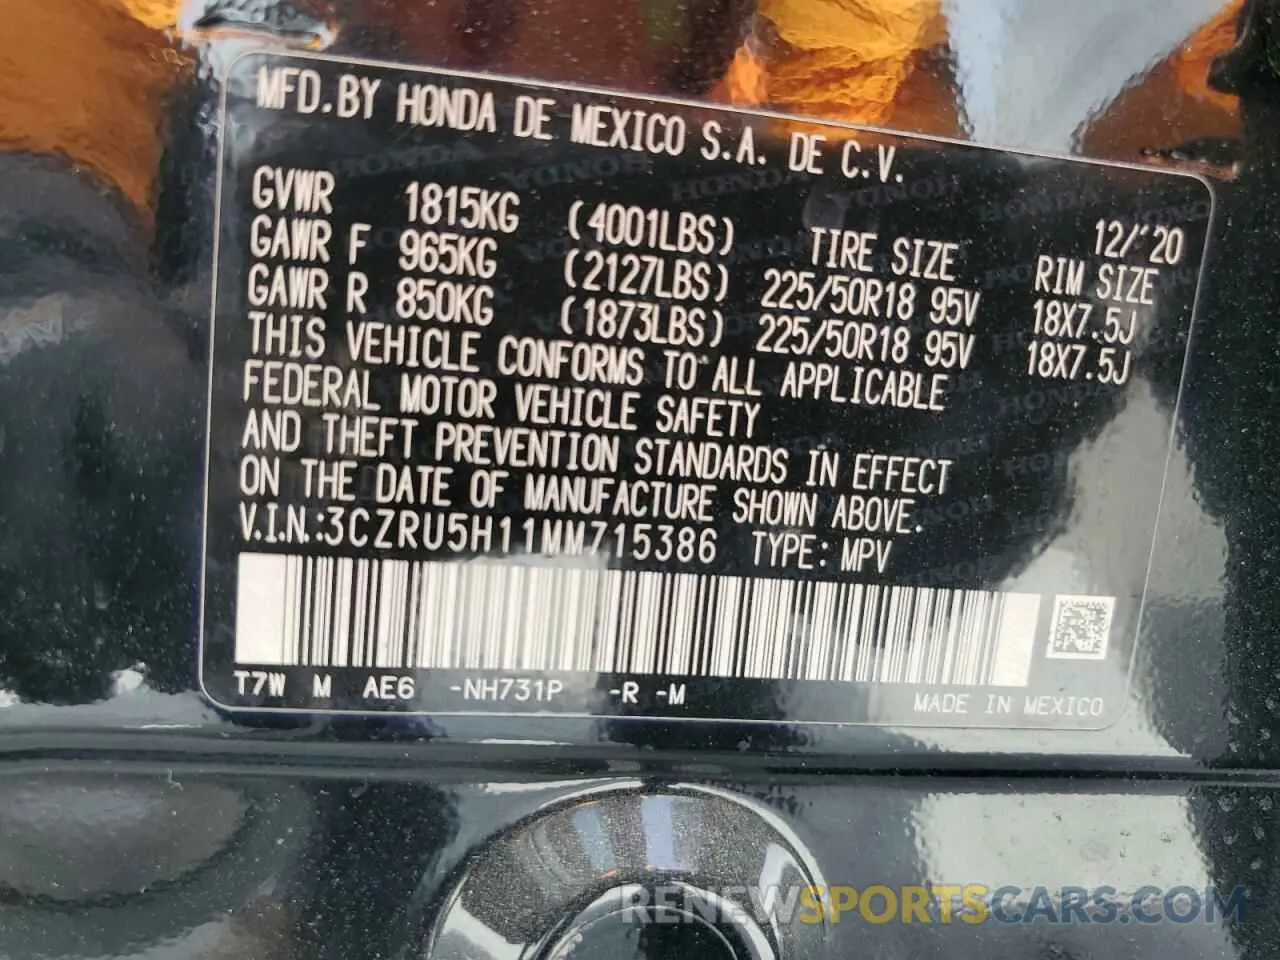 MFD.BY HONDA DE MEXICO S.A. DE C.V.
12/'20
GVWR 1815KG (4001LBS) TIRE SIZE RIM SIZE
GAWR F 965KG (2127LBS) 225/50R18 95V 18X7.5J
GAWR R 850KG (1873LBS) 225/50R18 95V 18X7.5J
THIS VEHICLE CONFORMS TO ALL APPLICABLE
FEDERAL MOTOR VEHICLE SAFETY
AND THEFT PREVENTION STANDARDS IN EFFECT
ON THE DATE OF MANUFACTURE SHOWN ABOVE.
V.I.N.:3CZRU5H11MM715386 TYPE: MPV
T7W M AE6 -NH731P -R -M MADE IN MEXICO
RENEWSPORTSCARS.COM